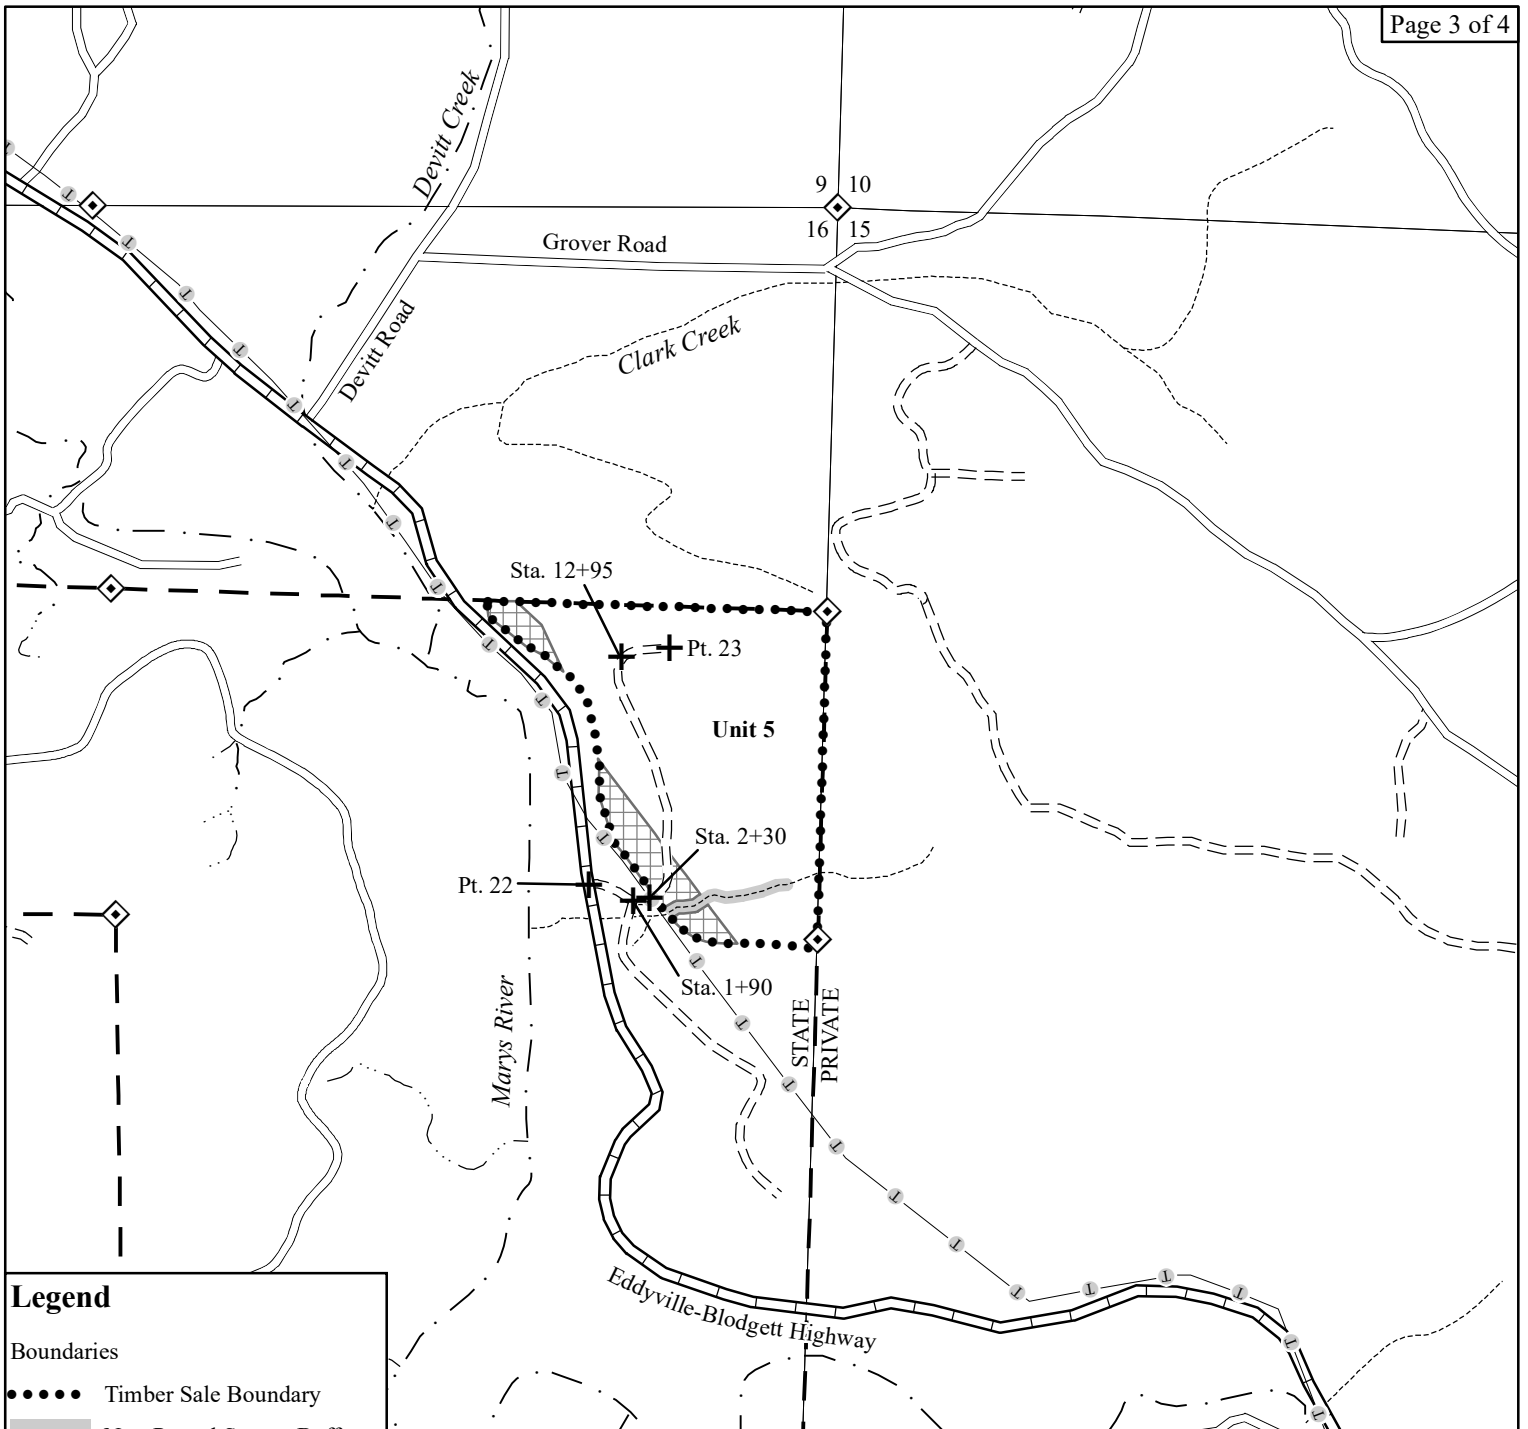 Page 3 of 4
Devitt Creek
9 10
16 15
Grover Road
Devitt Road
Clark Creek
Sta. 12+95
Pt. 23
Unit 5
Sta. 2+30
Pt. 22
Sta. 1+90
Marys River
STATE
PRIVATE
Eddyville-Blodgett Highway
Legend
Boundaries
Timber Sale Boundary